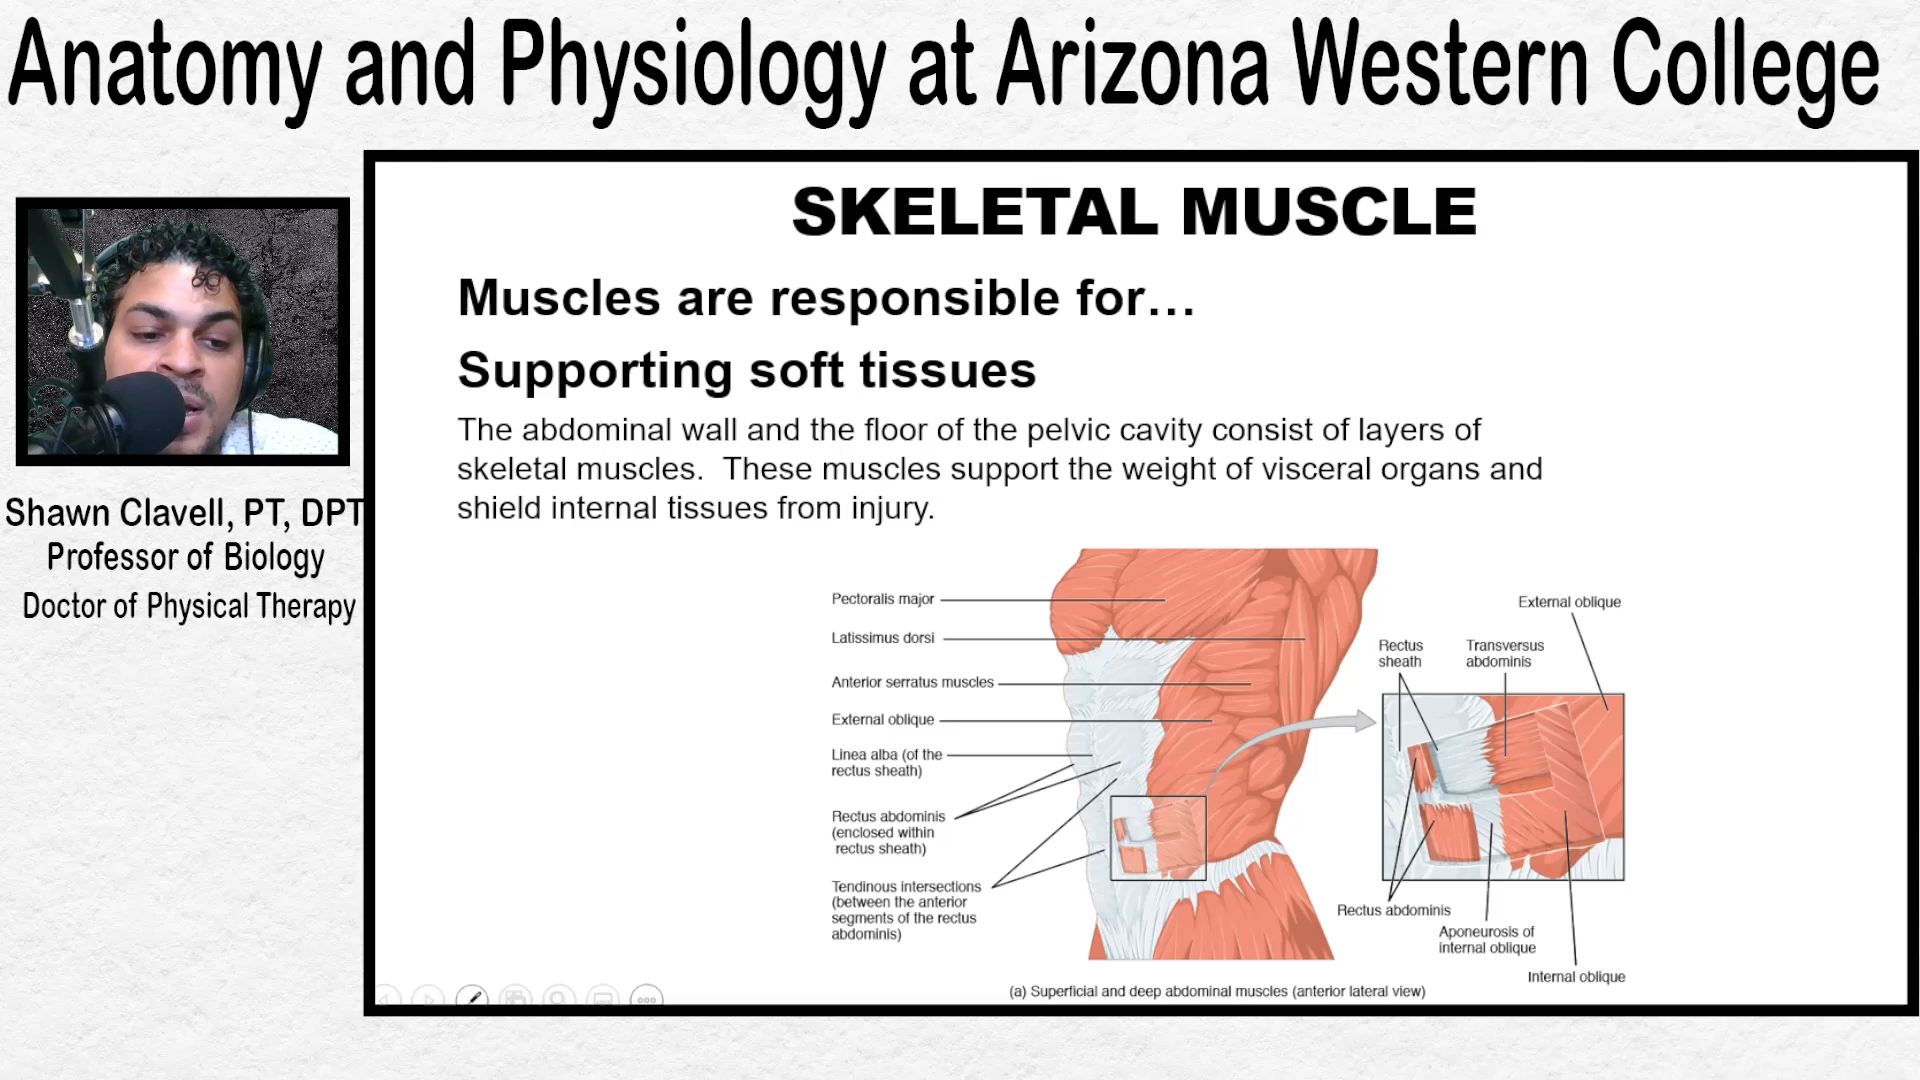 Anatomy and Physiology at Arizona Western College
Shawn Clavell, PT, DPT
Professor of Biology
Doctor of Physical Therapy
SKELETAL MUSCLE
Muscles are responsible for…
Supporting soft tissues
The abdominal wall and the floor of the pelvic cavity consist of layers of
skeletal muscles.  These muscles support the weight of visceral organs and
shield internal tissues from injury.
Pectoralis major
Latissimus dorsi
Anterior serratus muscles
External oblique
Linea alba (of the
rectus sheath)
Rectus abdominis
(enclosed within
rectus sheath)
Tendinous intersections
(between the anterior
segments of the rectus
abdominis)
External oblique
Rectus
sheath
Transversus
abdominis
Rectus abdominis
Aponeurosis of
internal oblique
Internal oblique
(a) Superficial and deep abdominal muscles (anterior lateral view)